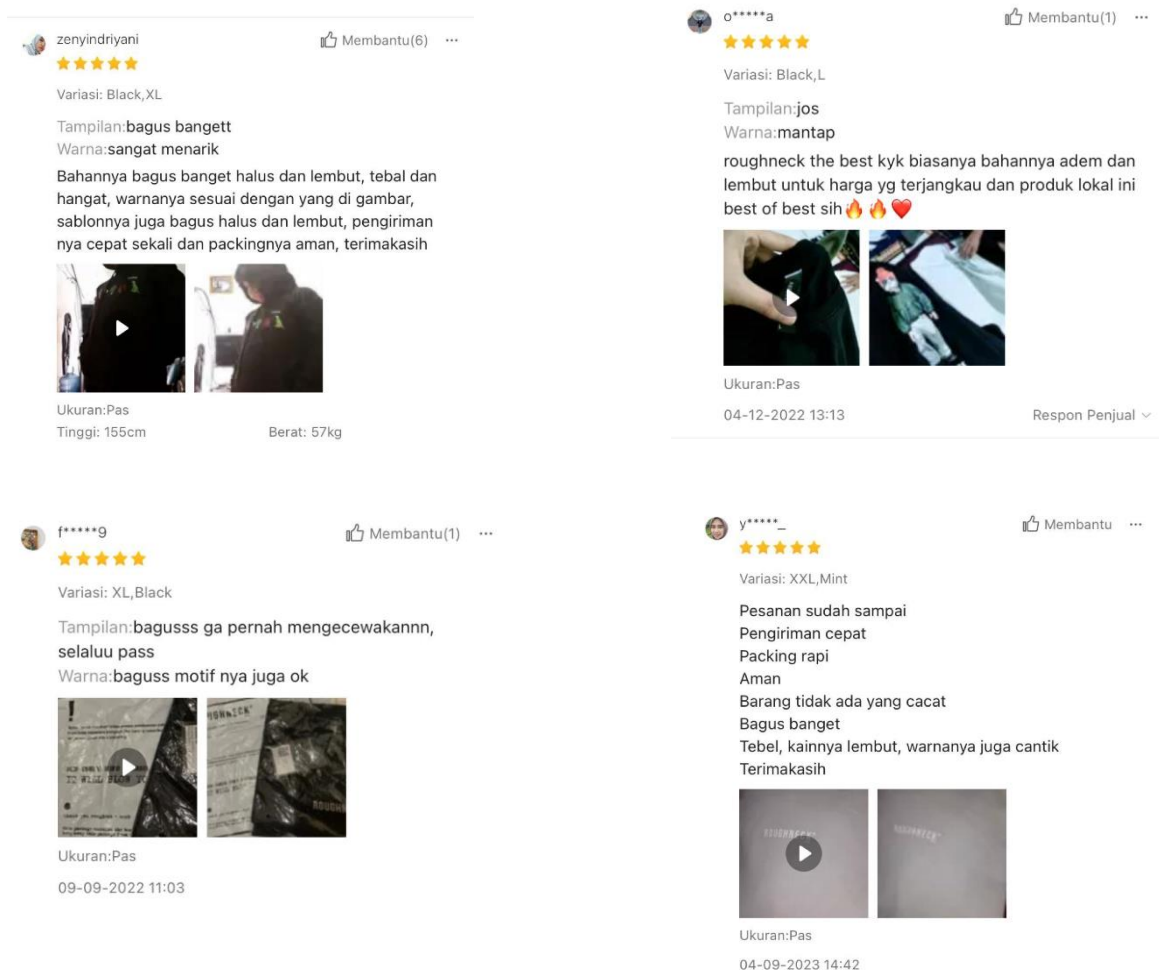 zenyindriyani
Membantu(6)
Variasi: Black,XL
Tampilan:bagus bangett
Warna:sangat menarik
Bahannya bagus banget halus dan lembut, tebal dan
hangat, warnanya sesuai dengan yang di gambar,
sablonnya juga bagus halus dan lembut, pengiriman
nya cepat sekali dan packingnya aman, terimakasih
Ukuran:Pas
Tinggi: 155cm
Berat: 57kg
o*****a
Membantu(1)
Variasi: Black,L
Tampilan:jos
Warna:mantap
roughneck the best kyk biasanya bahannya adem dan
lembut untuk harga yg terjangkau dan produk lokal ini
best of best sih🔥🔥❤️
Ukuran:Pas
04-12-2022 13:13
Respon Penjual
f*****9
Membantu(1)
Variasi: XL,Black
Tampilan:bagusss ga pernah mengecewakannn,
selaluu pass
Warna:baguss motif nya juga ok
IT WILL BLOW
Ukuran:Pas
09-09-2022 11:03
y*****_
Membantu
Variasi: XXL,Mint
Pesanan sudah sampai
Pengiriman cepat
Packing rapi
Aman
Barang tidak ada yang cacat
Bagus banget
Tebel, kainnya lembut, warnanya juga cantik
Terimakasih
ROUGHNECK
ROUGHNECK
Ukuran:Pas
04-09-2023 14:42